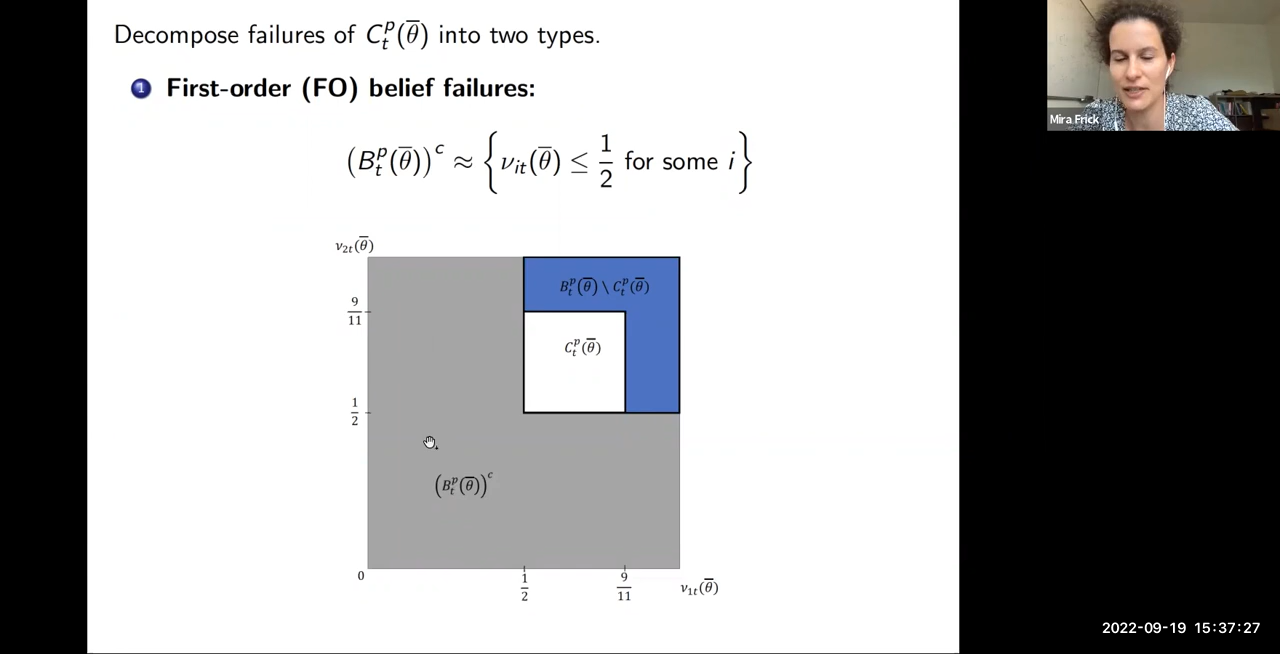 Decompose failures of C_t^p(θ̅) into two types.
1 First-order (FO) belief failures:
(B_t^p(θ̅))^c ≈ {ν_it(θ̅) ≤ 1/2 for some i}
ν_2t(θ̅)
B_t^p(θ̅) \ C_t^p(θ̅)
9/11
C_t^p(θ̅)
1/2
(B_t^p(θ̅))^c
0
1/2
9/11
ν_1t(θ̅)
Mira Frick
2022-09-19 15:37:27